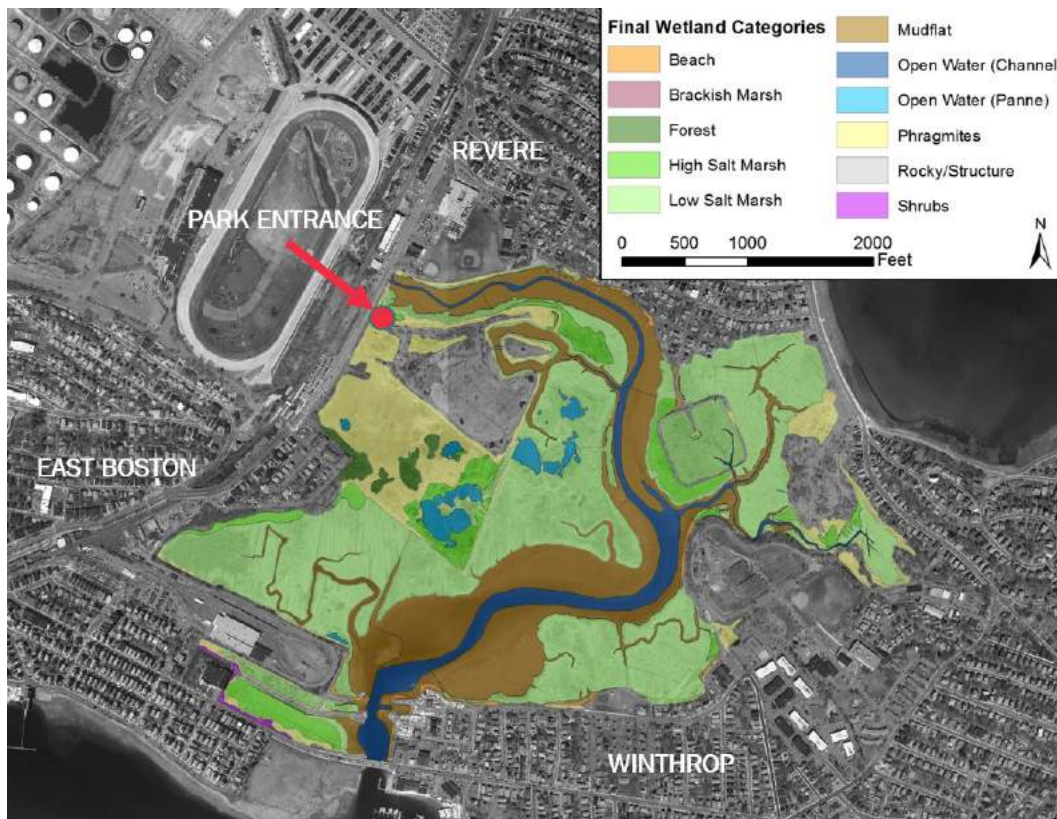 Final Wetland Categories
Beach
Brackish Marsh
Forest
High Salt Marsh
Low Salt Marsh
Mudflat
Open Water (Channel
Open Water (Panne)
Phragmites
Rocky/Structure
Shrubs
N
0 500 1000 2000
Feet
REVERE
PARK ENTRANCE
EAST BOSTON
WINTHROP